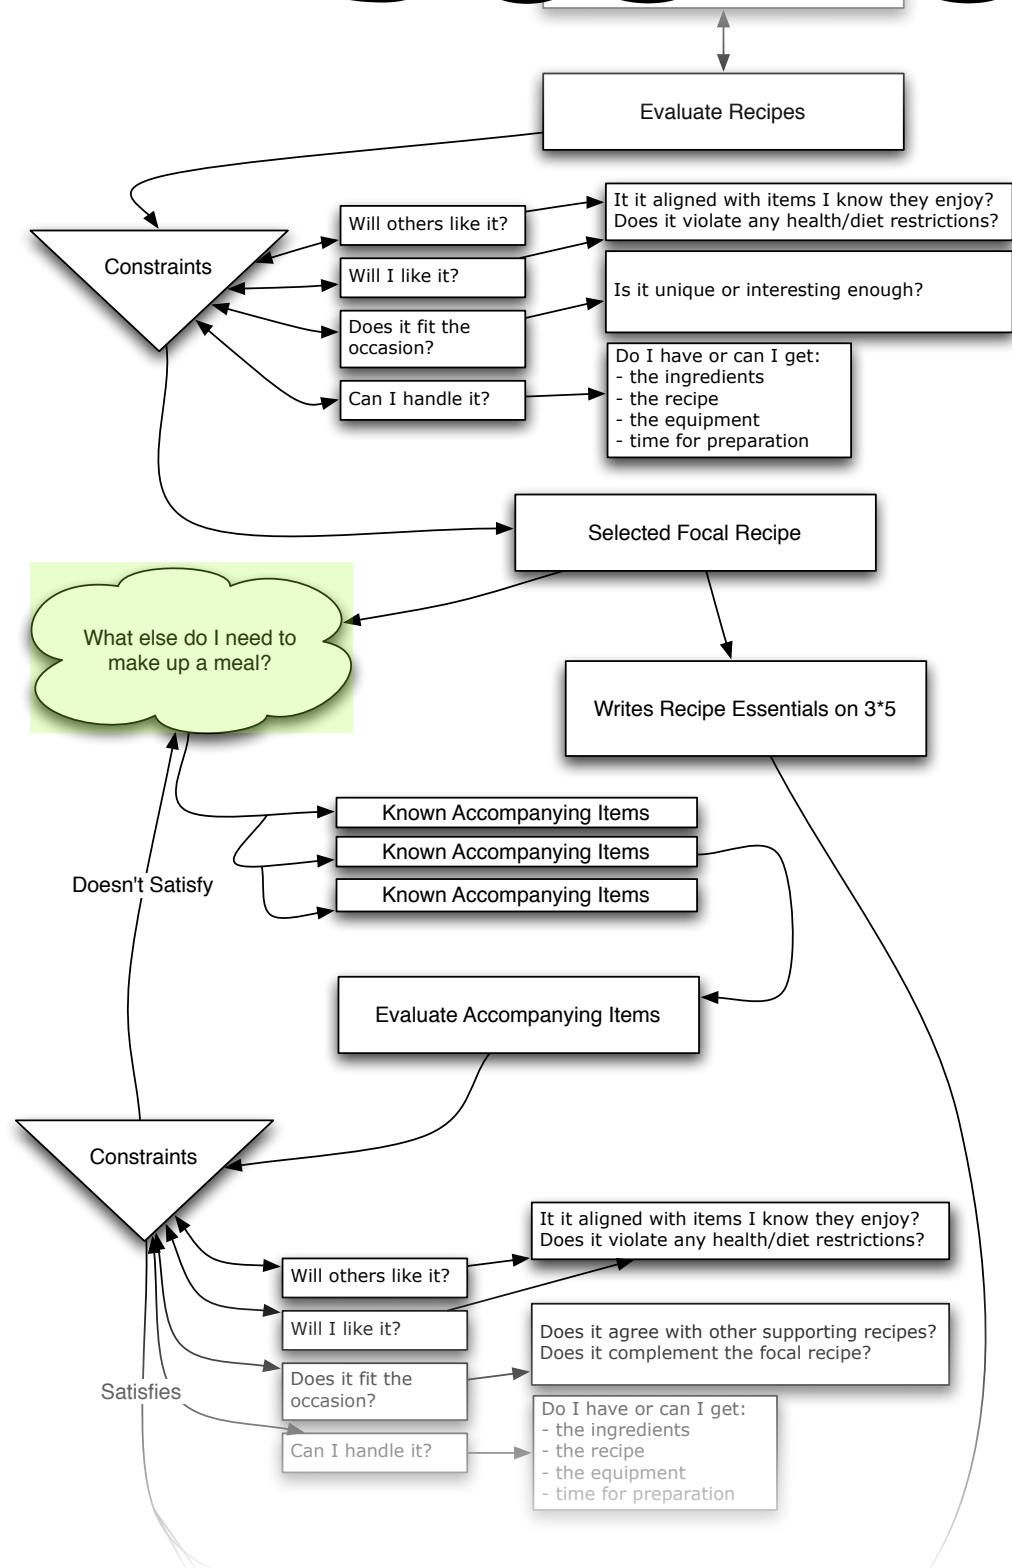 Evaluate Recipes
Constraints
Will others like it?
It it aligned with items I know they enjoy?
Does it violate any health/diet restrictions?
Will I like it?
Is it unique or interesting enough?
Does it fit the
occasion?
Can I handle it?
Do I have or can I get:
- the ingredients
- the recipe
- the equipment
- time for preparation
Selected Focal Recipe
What else do I need to
make up a meal?
Writes Recipe Essentials on 3*5
Known Accompanying Items
Known Accompanying Items
Known Accompanying Items
Doesn't Satisfy
Evaluate Accompanying Items
Constraints
Will others like it?
It it aligned with items I know they enjoy?
Does it violate any health/diet restrictions?
Will I like it?
Does it fit the
occasion?
Does it agree with other supporting recipes?
Does it complement the focal recipe?
Satisfies
Can I handle it?
Do I have or can I get:
- the ingredients
- the recipe
- the equipment
- time for preparation